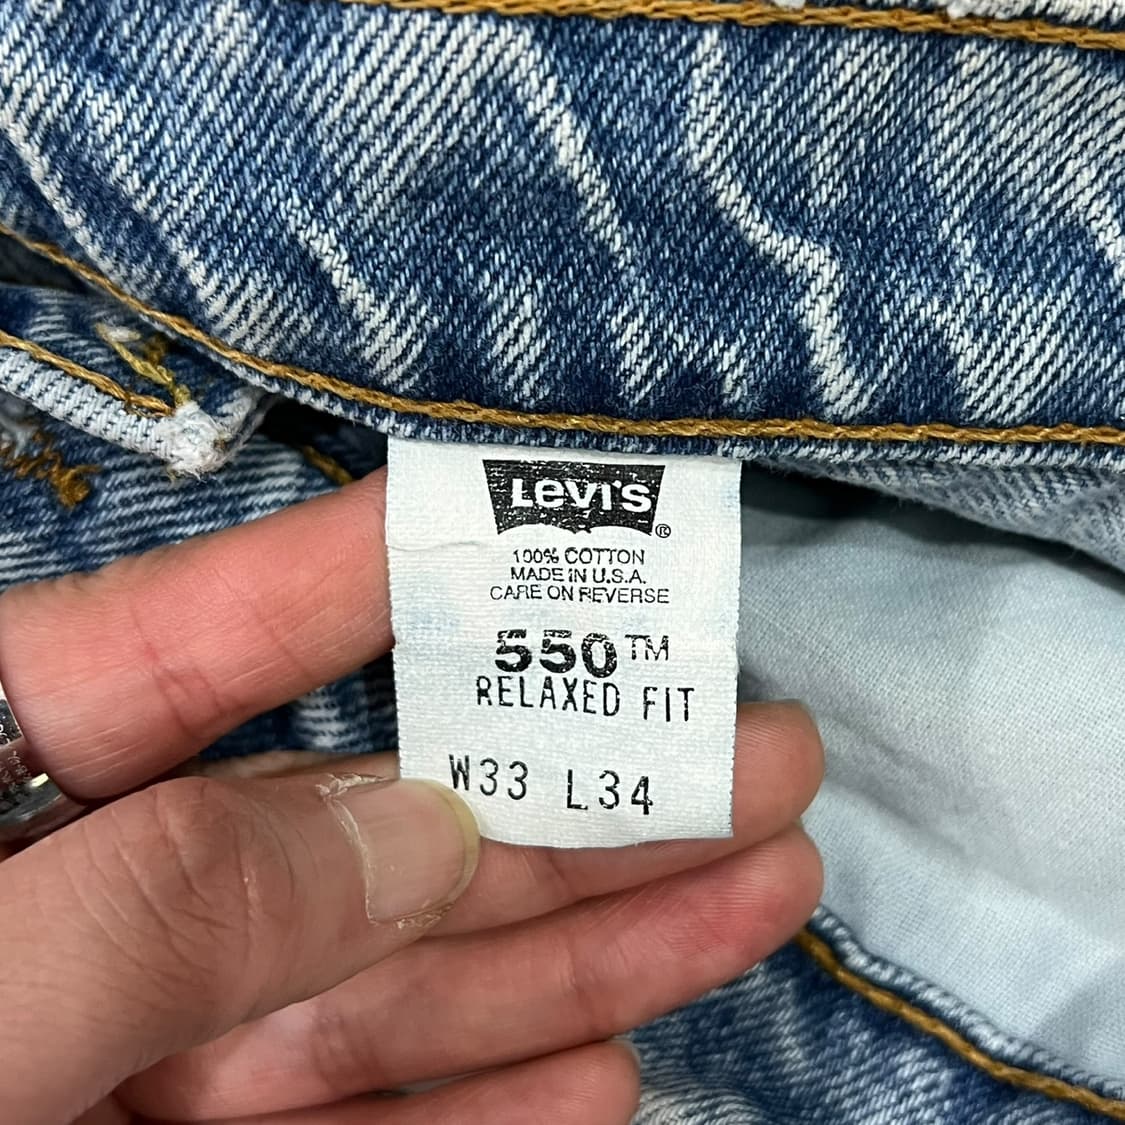 Levi's®
100% COTTON
MADE IN U.S.A.
CARE ON REVERSE
550™
RELAXED FIT
W33 L34